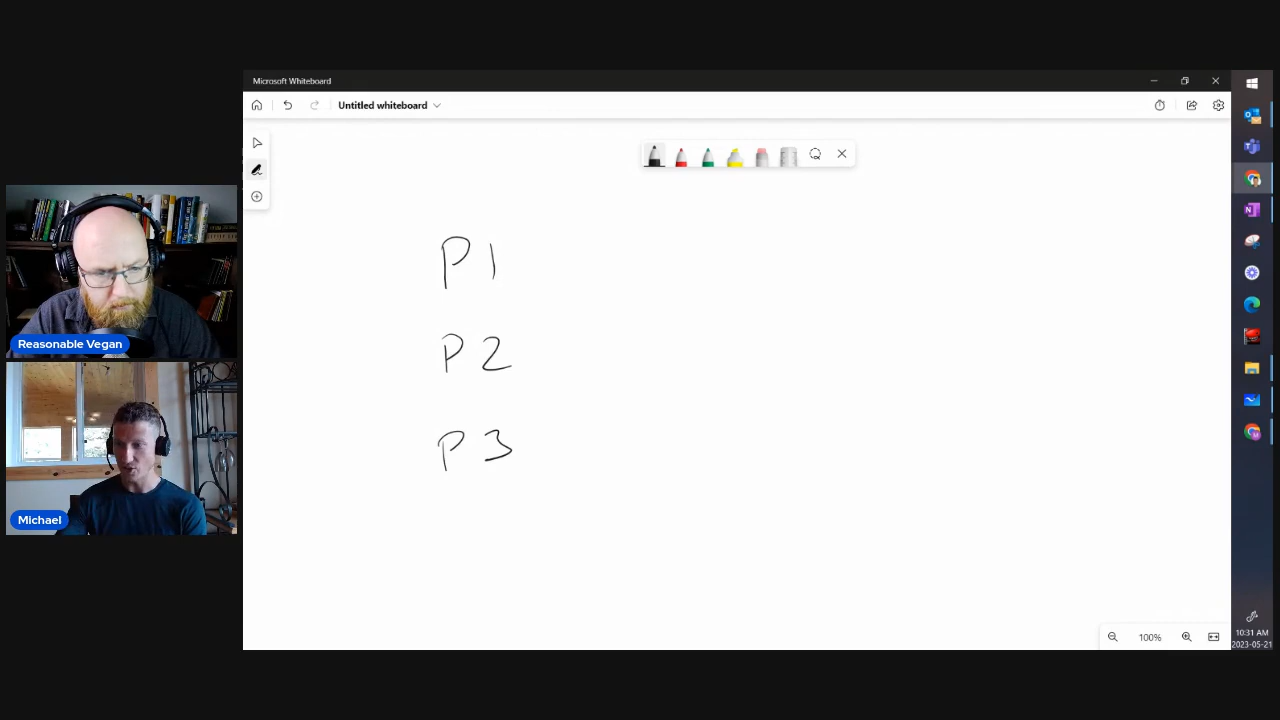 Microsoft Whiteboard
Untitled whiteboard
P1
P2
P3
Reasonable Vegan
Michael
100%
10:31 AM
2023-05-21